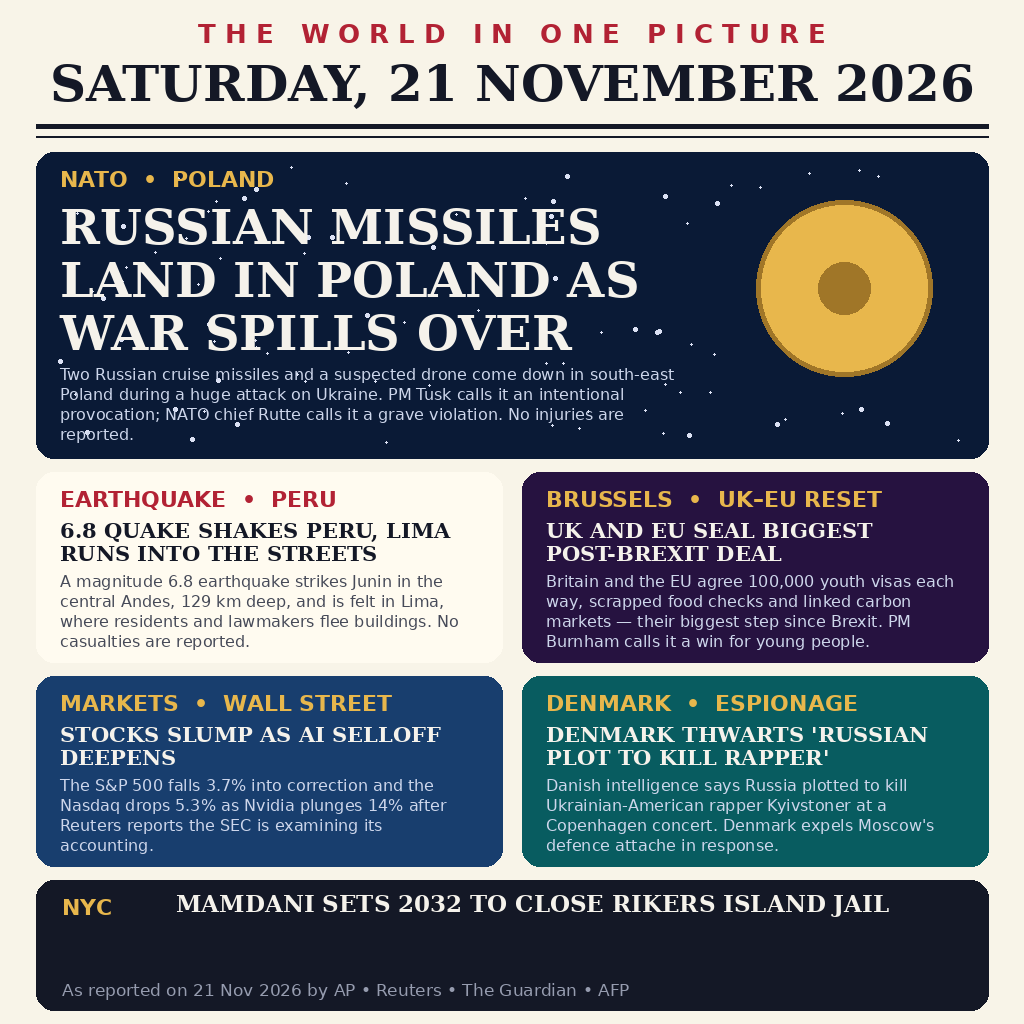 THE WORLD IN ONE PICTURE
SATURDAY, 21 NOVEMBER 2026
NATO • POLAND
RUSSIAN MISSILES
LAND IN POLAND AS
WAR SPILLS OVER
Two Russian cruise missiles and a suspected drone come down in south-east
Poland during a huge attack on Ukraine. PM Tusk calls it an intentional
provocation; NATO chief Rutte calls it a grave violation. No injuries are
reported.
EARTHQUAKE • PERU
6.8 QUAKE SHAKES PERU, LIMA
RUNS INTO THE STREETS
A magnitude 6.8 earthquake strikes Junin in the
central Andes, 129 km deep, and is felt in Lima,
where residents and lawmakers flee buildings. No
casualties are reported.
BRUSSELS • UK–EU RESET
UK AND EU SEAL BIGGEST
POST-BREXIT DEAL
Britain and the EU agree 100,000 youth visas each
way, scrapped food checks and linked carbon
markets — their biggest step since Brexit. PM
Burnham calls it a win for young people.
MARKETS • WALL STREET
STOCKS SLUMP AS AI SELLOFF
DEEPENS
The S&P 500 falls 3.7% into correction and the
Nasdaq drops 5.3% as Nvidia plunges 14% after
Reuters reports the SEC is examining its
accounting.
DENMARK • ESPIONAGE
DENMARK THWARTS 'RUSSIAN
PLOT TO KILL RAPPER'
Danish intelligence says Russia plotted to kill
Ukrainian-American rapper Kyivstoner at a
Copenhagen concert. Denmark expels Moscow's
defence attache in response.
NYC
MAMDANI SETS 2032 TO CLOSE RIKERS ISLAND JAIL
As reported on 21 Nov 2026 by AP • Reuters • The Guardian • AFP